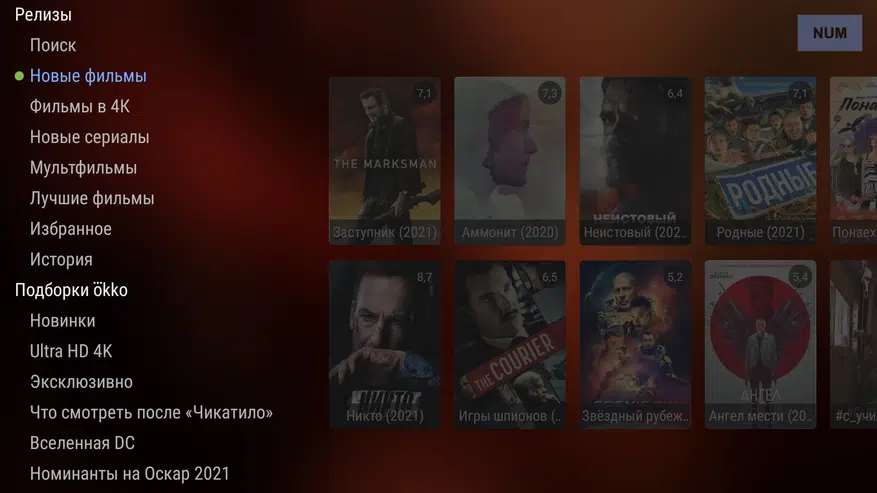 Релизы
Поиск
Новые фильмы
Фильмы в 4К
Новые сериалы
Мультфильмы
Лучшие фильмы
Избранное
История
Подборки ökko
Новинки
Ultra HD 4K
Эксклюзивно
Что смотреть после «Чикатило»
Вселенная DC
Номинанты на Оскар 2021
NUM
7,1
THE MARKSMAN
Заступник (2021)
7,3
Аммонит (2020)
6,4
НЕИСТОВЫЙ
Неистовый (202..
7,1
РОДНЫЕ
Родные (2021)
8,7
Никто (2021)
6,5
THE COURIER
Игры шпионов (..
5,2
Звёздный рубеж..
5,4
АНГЕЛ
Ангел мести (20..
#с_учи